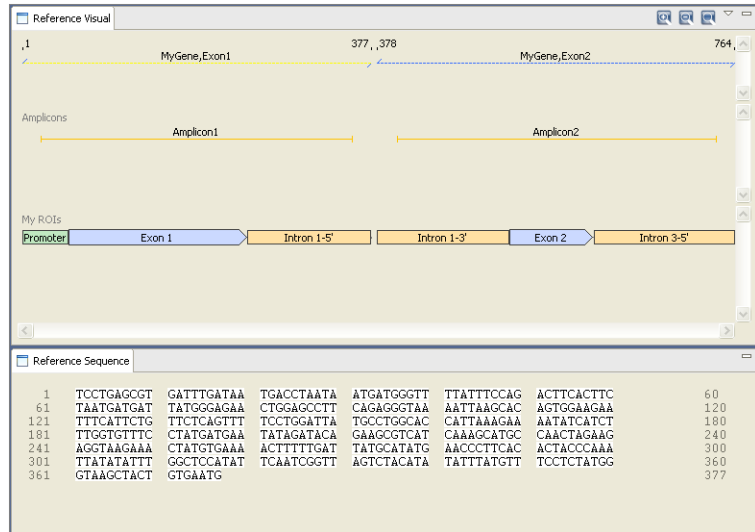 Reference Visual
1 377 378 764
MyGene,Exon1 MyGene,Exon2
Amplicons
Amplicon1 Amplicon2
My ROIs
Promoter Exon 1 Intron 1-5' Intron 1-3' Exon 2 Intron 3-5'
Reference Sequence
1 TCCTGAGCGT GATTTGATAA TGACCTAATA ATGATGGGTT TTATTTCCAG ACTTCACTTC 60
61 TAATGATGAT TATGGGAGAA CTGGAGCCTT CAGAGGGTAA AATTAAGCAC AGTGGAAGAA 120
121 TTTCATTCTG TTCTCAGTTT TCCTGGATTA TGCCTGGCAC CATTAAAGAA AATATCATCT 180
181 TTGGTGTTTC CTATGATGAA TATAGATACA GAAGCGTCAT CAAAGCATGC CAACTAGAAG 240
241 AGGTAAGAAA CTATGTGAAA ACTTTTTGAT TATGCATATG AACCCTTCAC ACTACCCAAA 300
301 TTATATATTT GGCTCCATAT TCAATCGGTT AGTCTACATA TATTTATGTT TCCTCTATGG 360
361 GTAAGCTACT GTGAATG 377